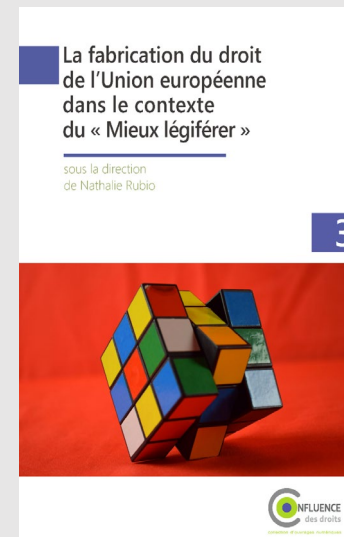 La fabrication du droit
de l'Union européenne
dans le contexte
du « Mieux légiférer »
sous la direction
de Nathalie Rubio
3
CONFLUENCE
des droits